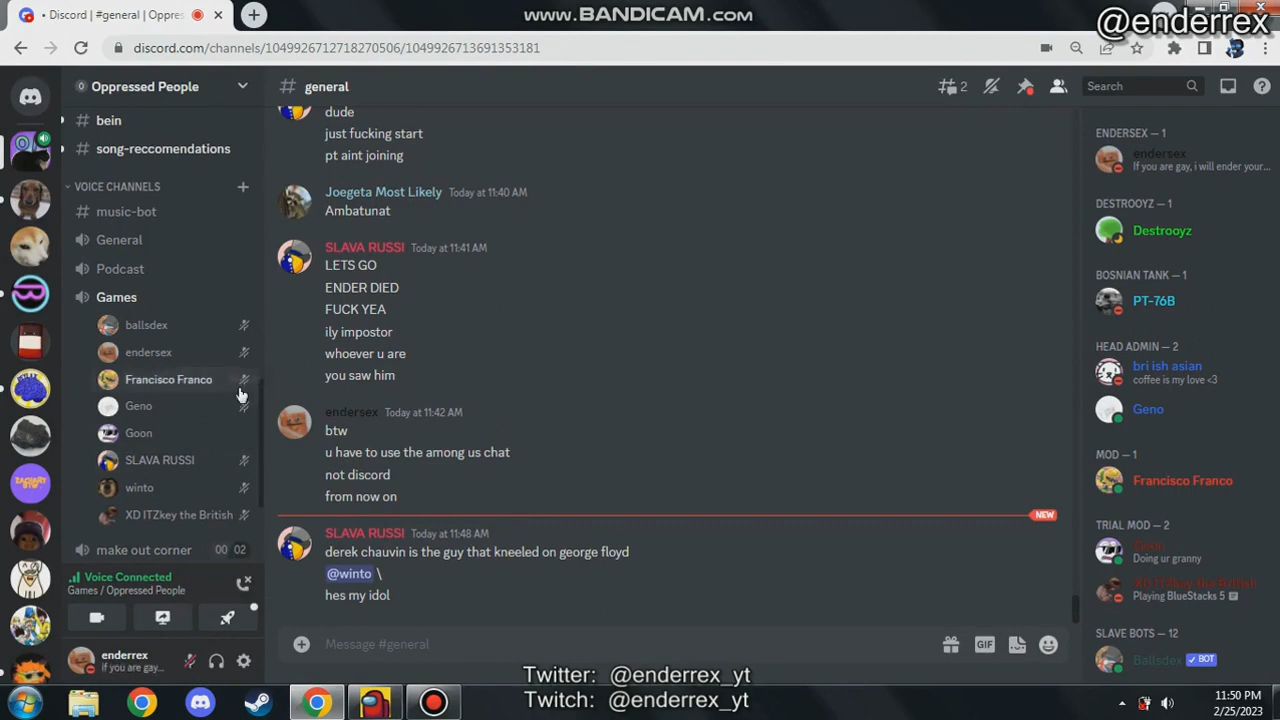 • Discord | #general | Oppres
www.BANDICAM.com
@enderrex
discord.com/channels/1049926712718270506/1049926713691353181
Oppressed People
# general
2
Search
# bein
# song-reccomendations
VOICE CHANNELS
# music-bot
General
Podcast
Games
ballsdex
endersex
Francisco Franco
Geno
Goon
SLAVA RUSSI
winto
XD ITZkey the British
make out corner 00 02
Voice Connected
Games / Oppressed People
enderrex
if you are gay...
dude
just fucking start
pt aint joining
Joegeta Most Likely Today at 11:40 AM
Ambatunat
SLAVA RUSSI Today at 11:41 AM
LETS GO
ENDER DIED
FUCK YEA
ily impostor
whoever u are
you saw him
endersex Today at 11:42 AM
btw
u have to use the among us chat
not discord
from now on
NEW
SLAVA RUSSI Today at 11:48 AM
derek chauvin is the guy that kneeled on george floyd
@winto \
hes my idol
Message #general
GIF
ENDERSEX — 1
endersex
If you are gay, i will ender your...
DESTROOYZ — 1
Destrooyz
BOSNIAN TANK — 1
PT-76B
HEAD ADMIN — 2
bri ish asian
coffee is my love <3
Geno
MOD — 1
Francisco Franco
TRIAL MOD — 2
Goon
Doing ur granny
XD ITZkey the British
Playing BlueStacks 5
SLAVE BOTS — 12
Ballsdex ✓ BOT
Twitter: @enderrex_yt
Twitch: @enderrex_yt
11:50 PM
2/25/2023